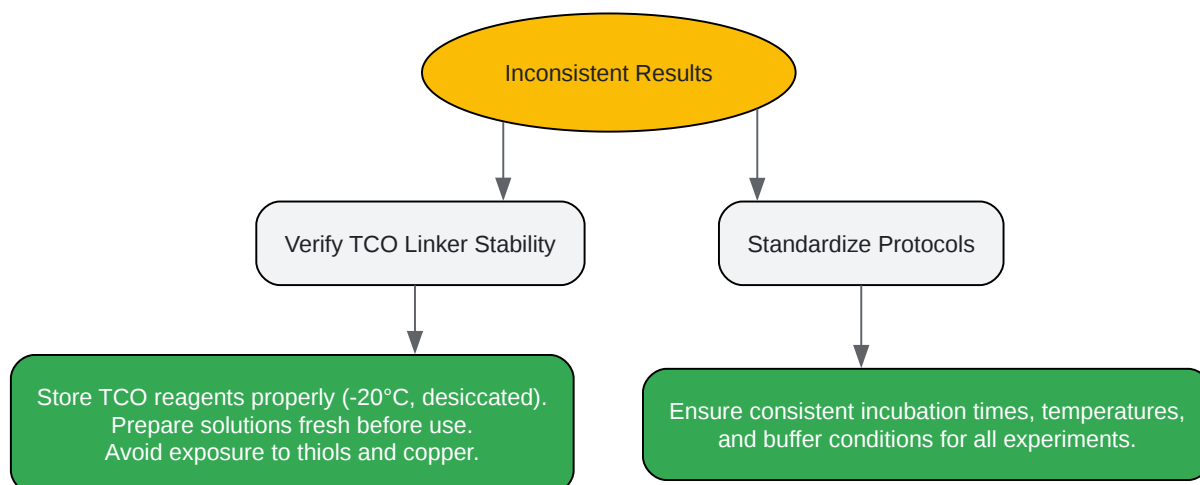 Inconsistent Results
Verify TCO Linker Stability
Standardize Protocols
Store TCO reagents properly (-20°C, desiccated).
Prepare solutions fresh before use.
Avoid exposure to thiols and copper.
Ensure consistent incubation times, temperatures,
and buffer conditions for all experiments.